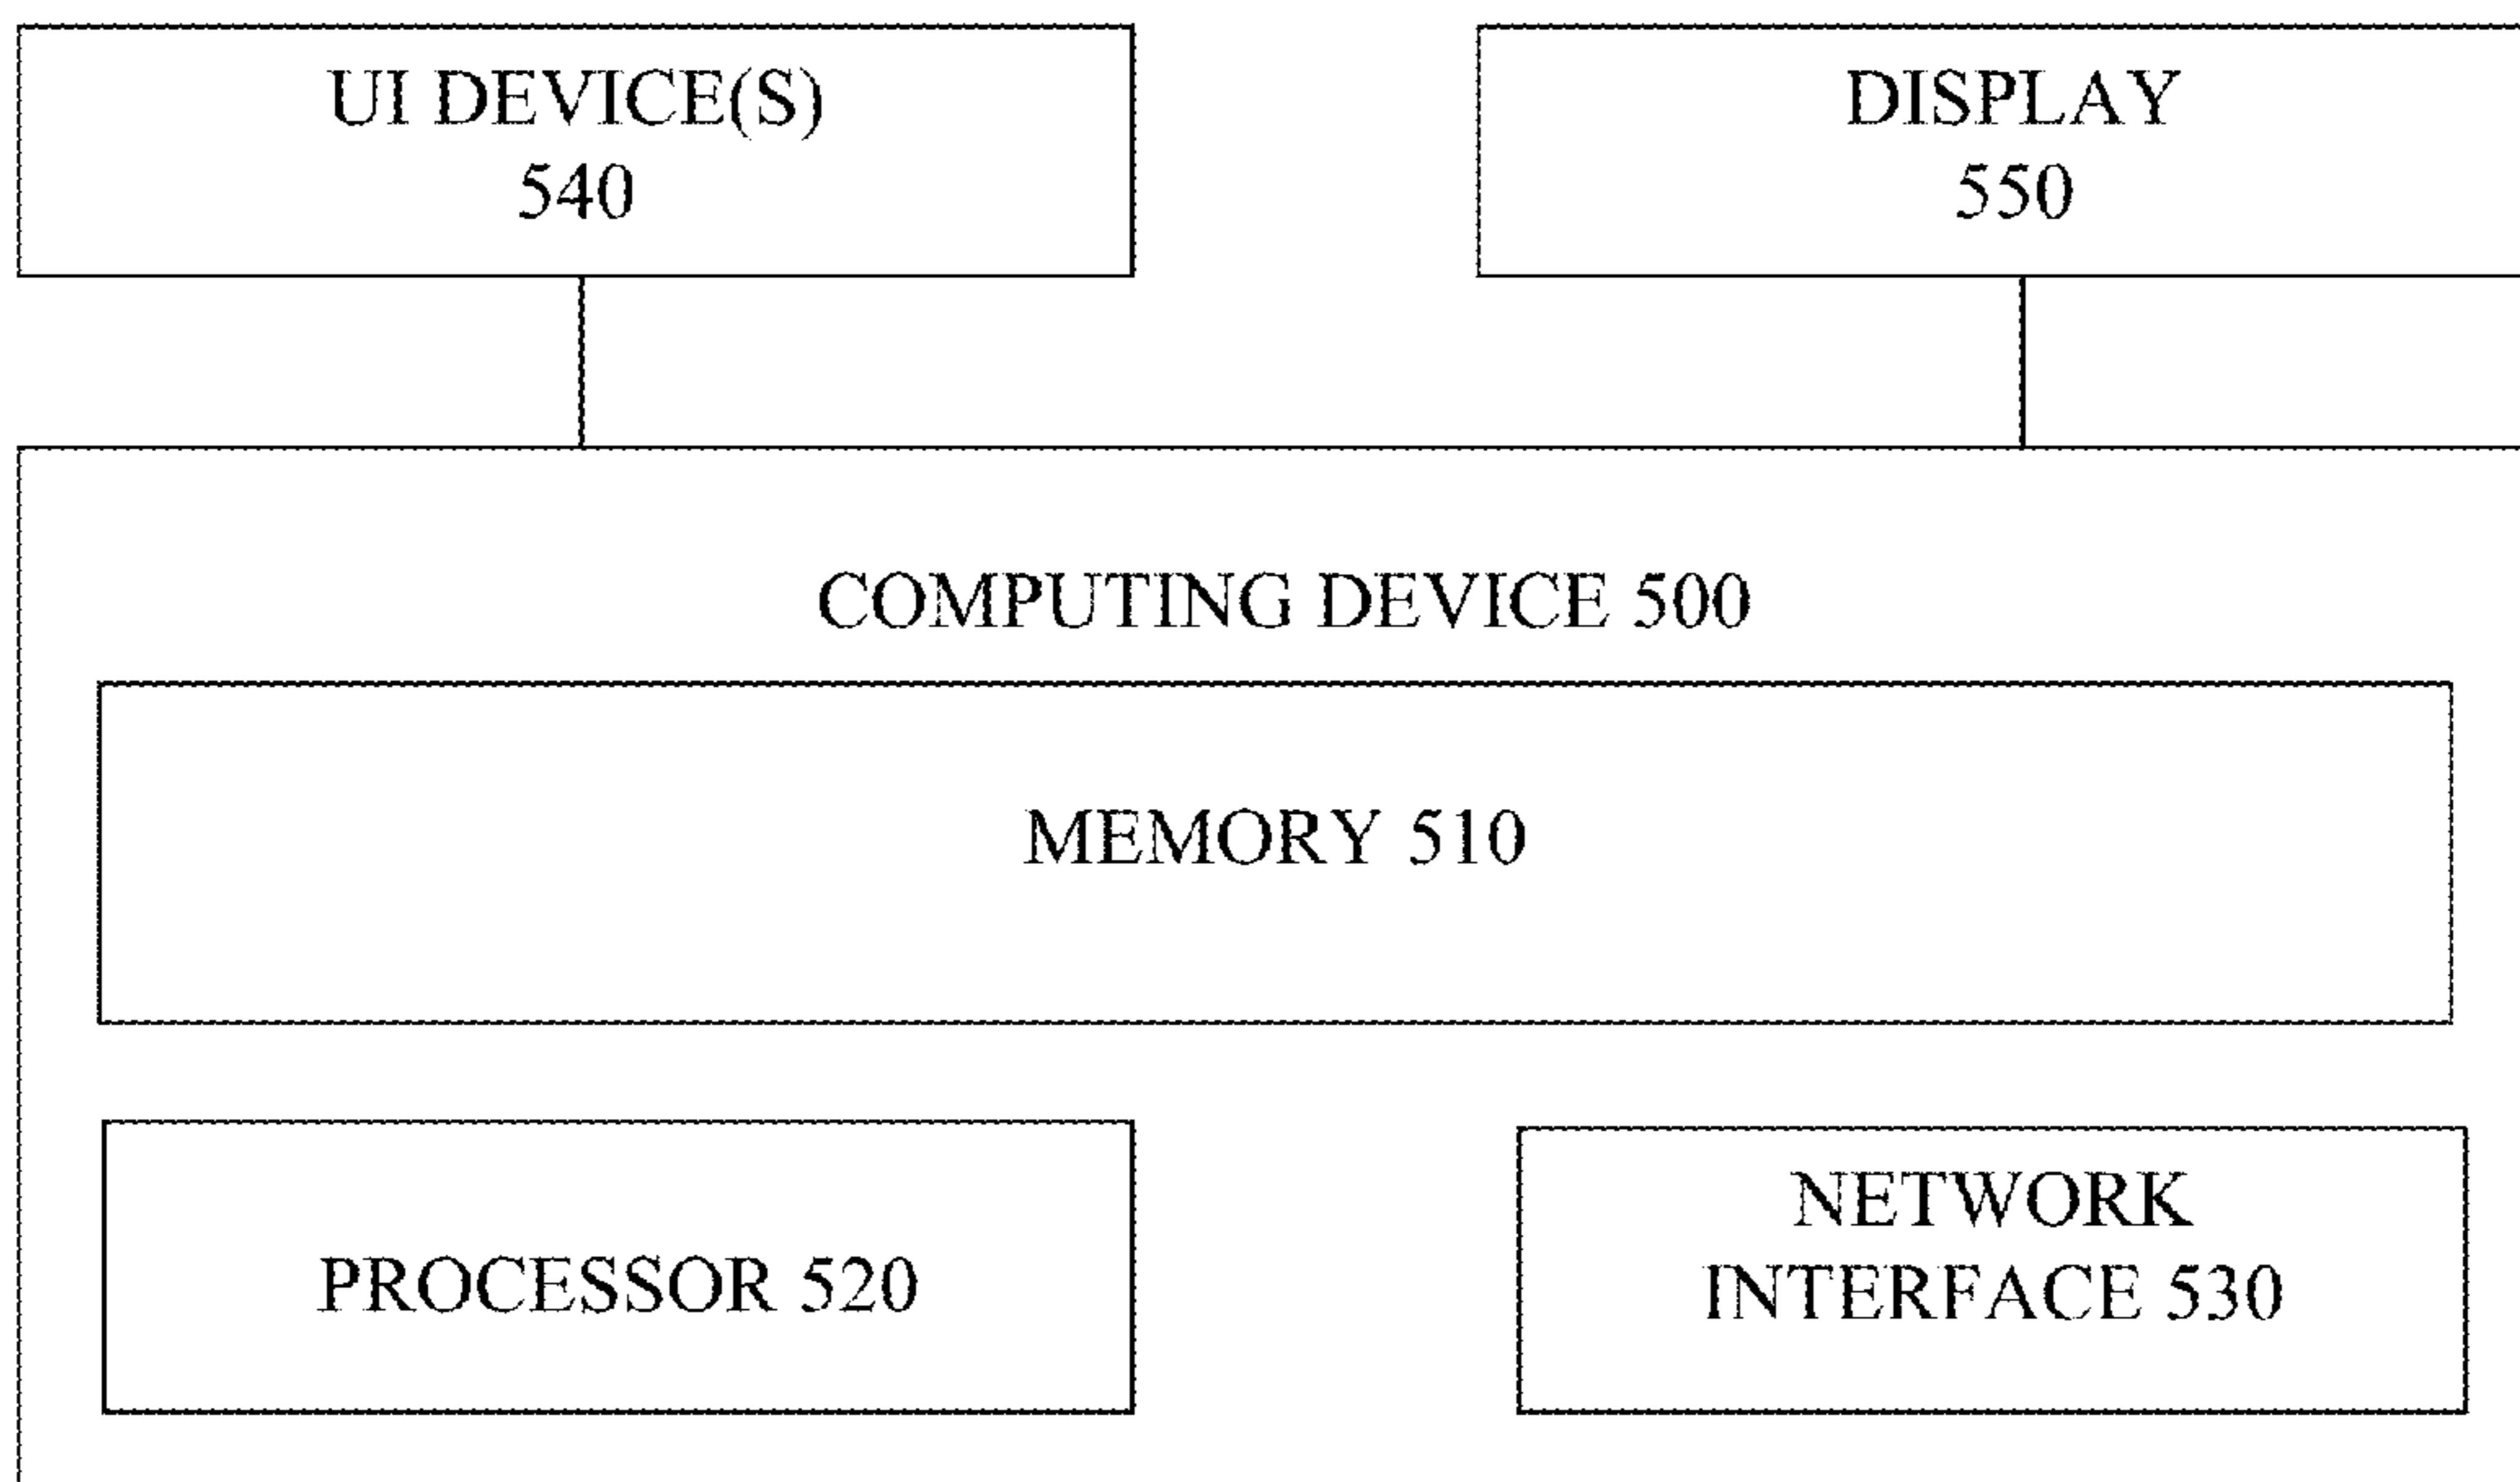 UI DEVICE(S)
540
DISPLAY
550
COMPUTING DEVICE 500
MEMORY 510
PROCESSOR 520
NETWORK
INTERFACE 530